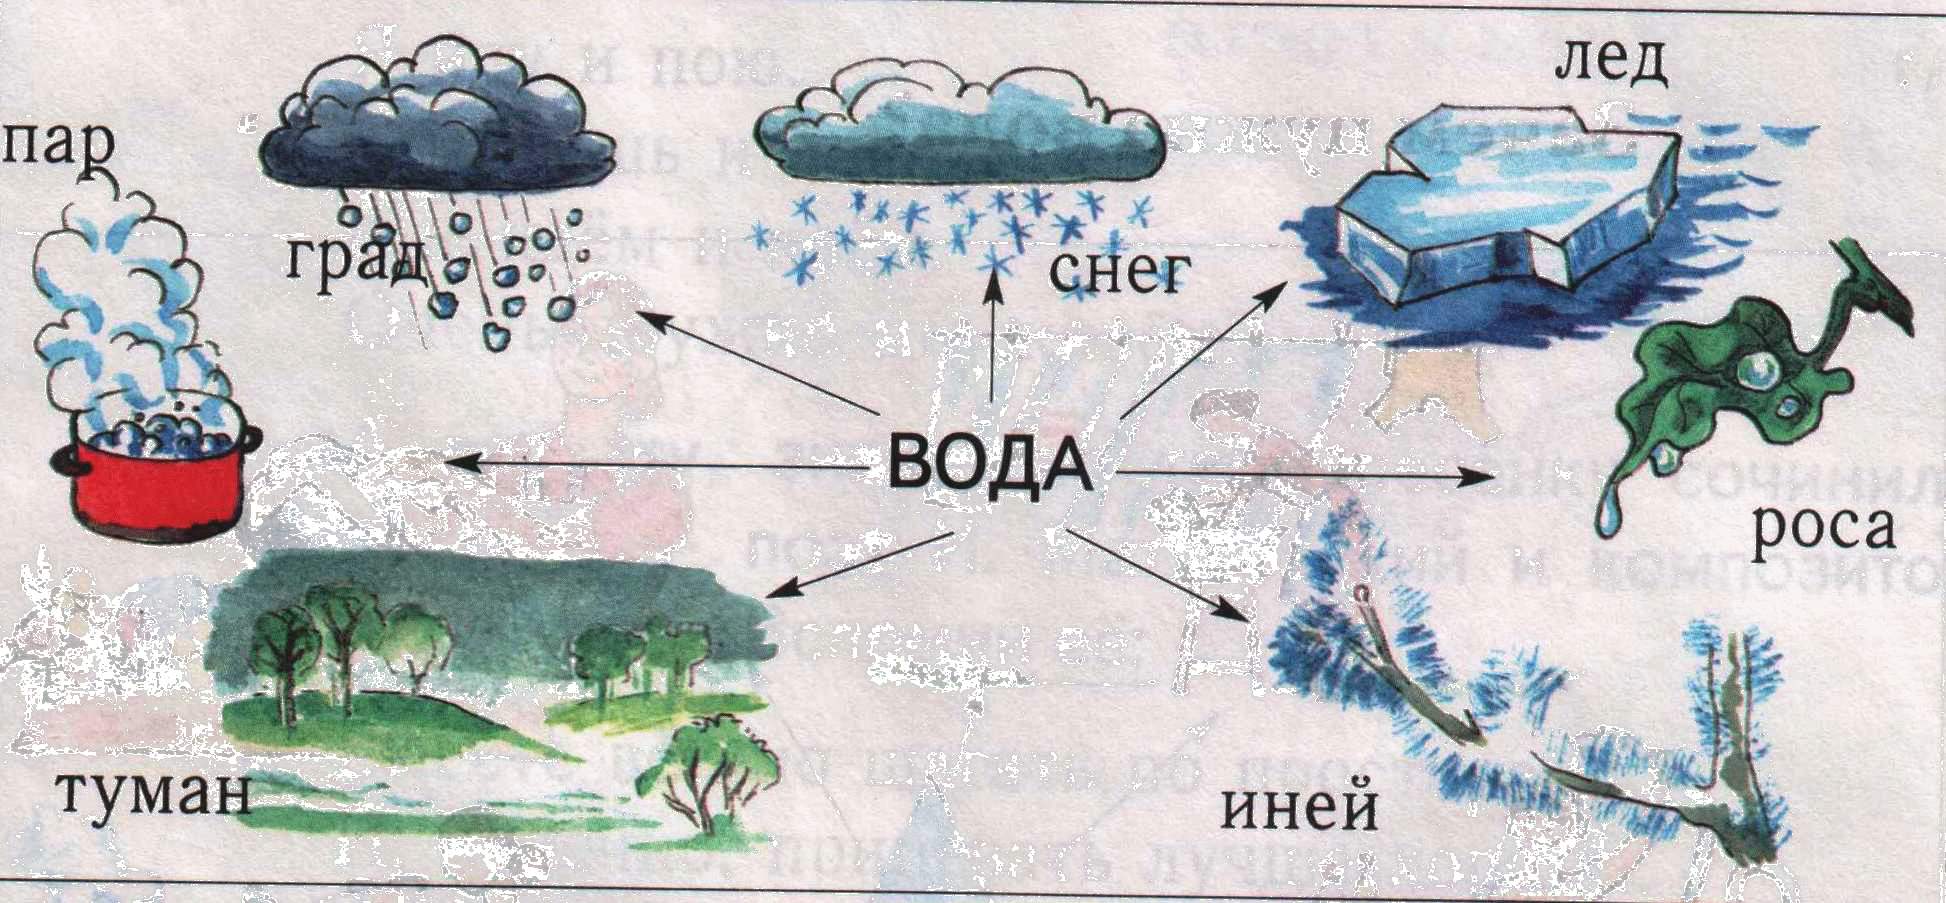 лед
пар
град
снег
ВОДА
роса
туман
иней